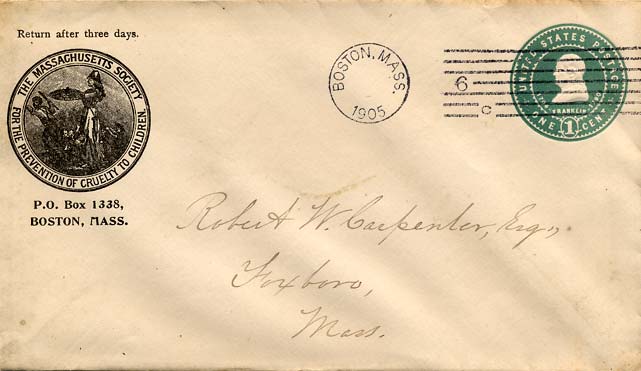 Return after three days.
THE MASSACHUSETTS SOCIETY
FOR THE PREVENTION OF CRUELTY TO CHILDREN.
P.O. Box 1338,
BOSTON, MASS.
BOSTON, MASS.
1905
6
C
UNITED STATES POSTAGE
FRANKLIN
ONE 1 CENT
Robert W. Carpenter, Esq.,
Foxboro,
Mass.